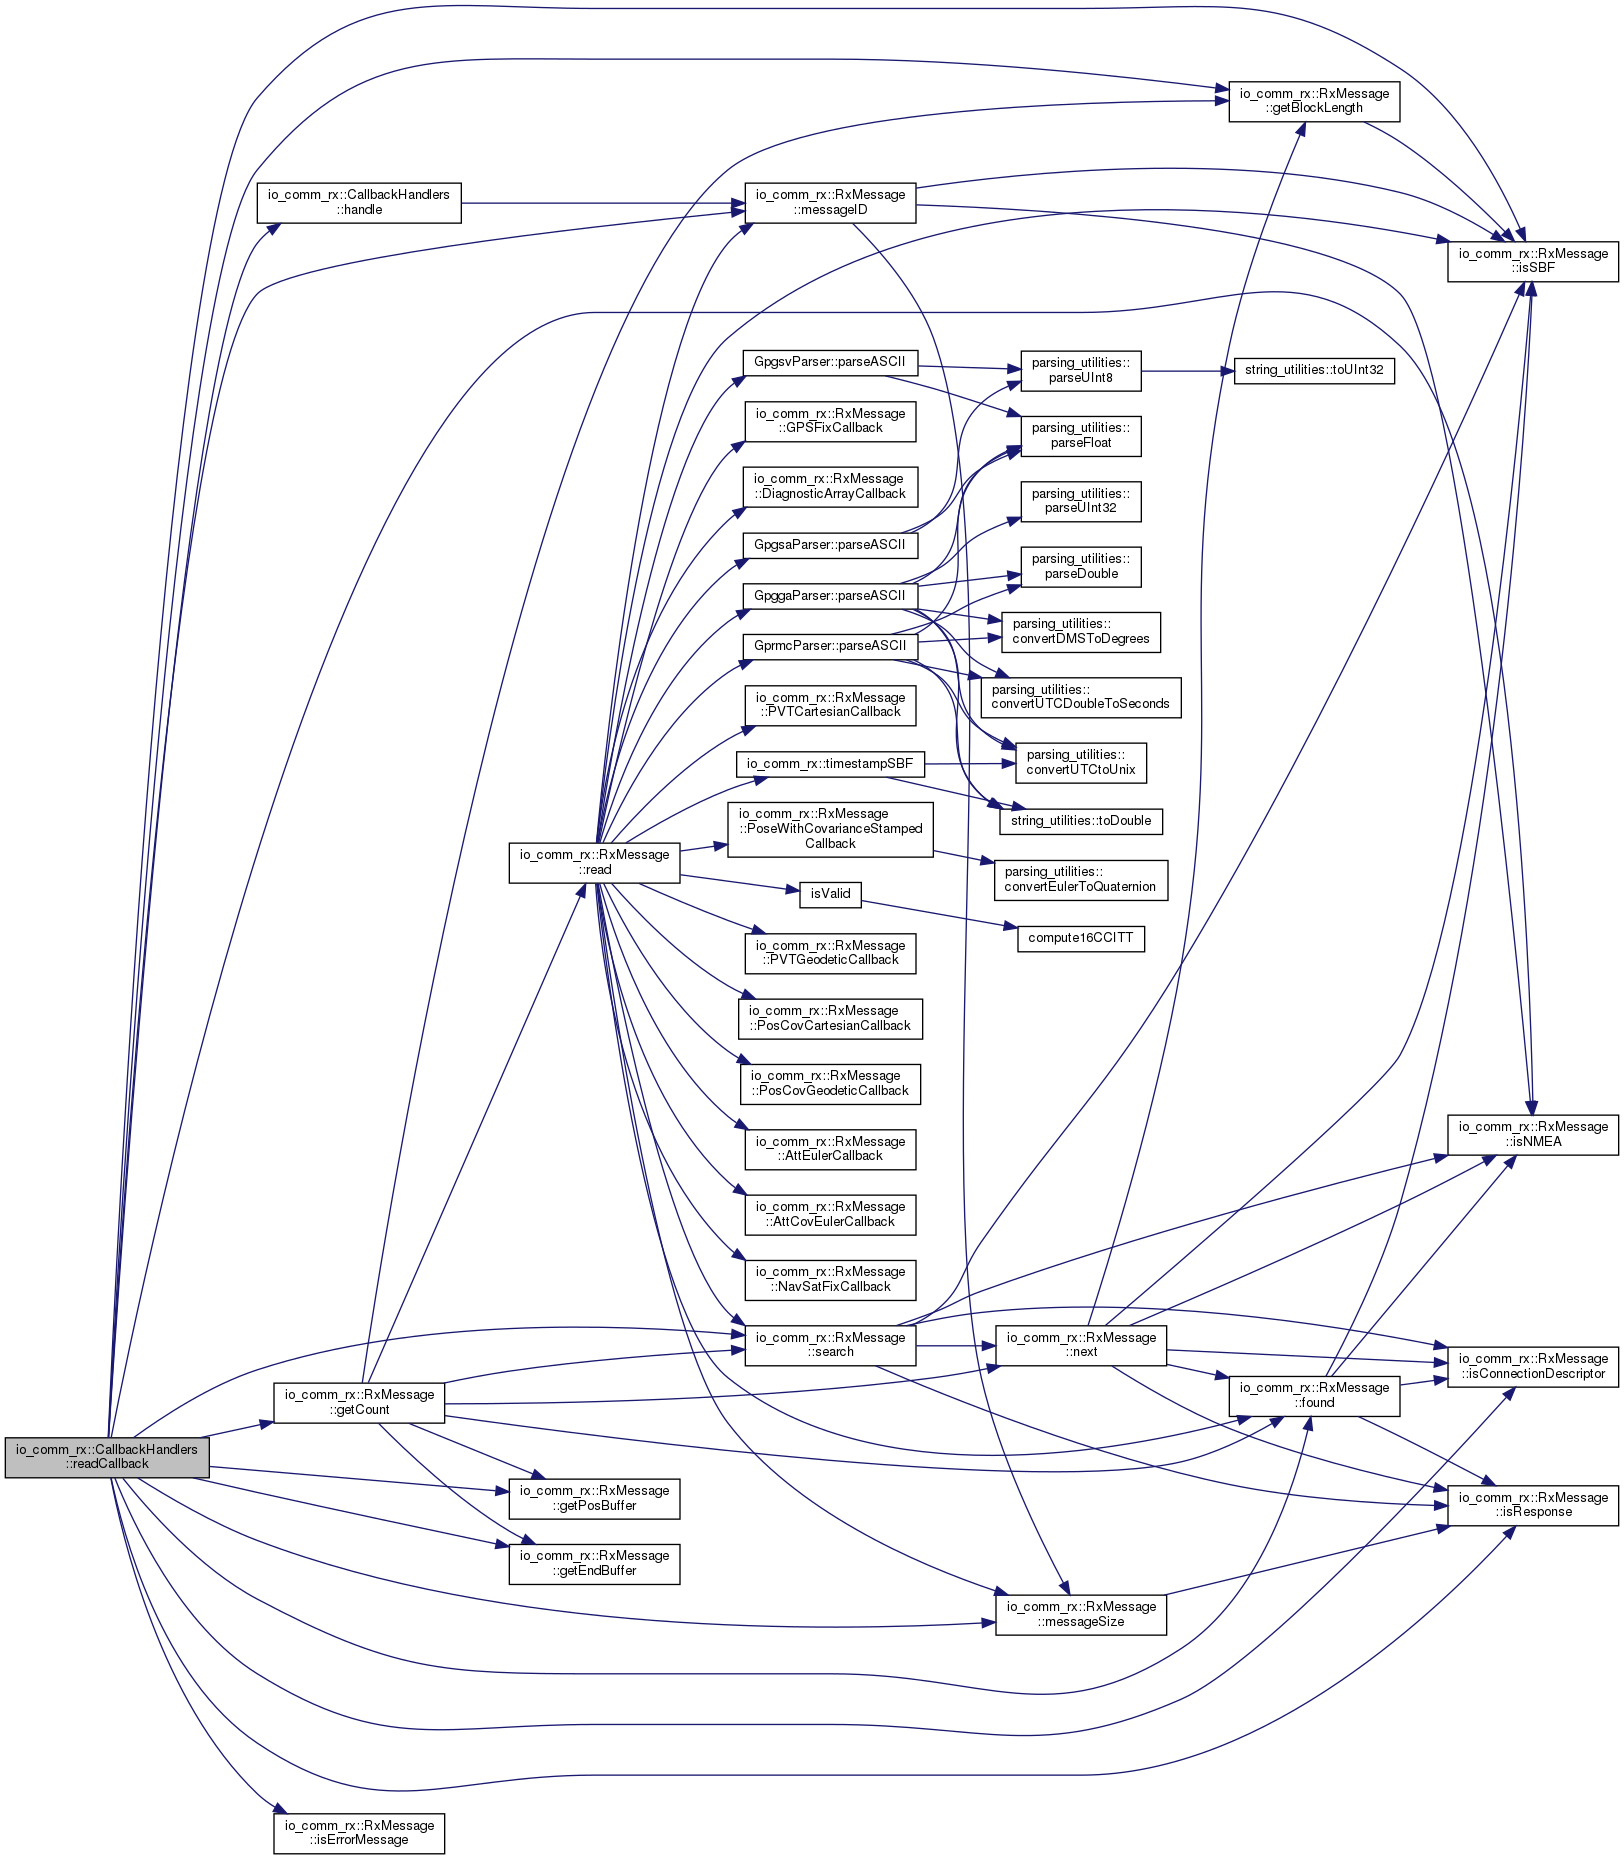 io_comm_rx::CallbackHandlers
::readCallback
io_comm_rx::CallbackHandlers
::handle
io_comm_rx::RxMessage
::getCount
io_comm_rx::RxMessage
::isErrorMessage
io_comm_rx::RxMessage
::read
io_comm_rx::RxMessage
::getPosBuffer
io_comm_rx::RxMessage
::getEndBuffer
io_comm_rx::RxMessage
::messageID
GpgsvParser::parseASCII
io_comm_rx::RxMessage
::GPSFixCallback
io_comm_rx::RxMessage
::DiagnosticArrayCallback
GpgsaParser::parseASCII
GpggaParser::parseASCII
GprmcParser::parseASCII
io_comm_rx::RxMessage
::PVTCartesianCallback
io_comm_rx::timestampSBF
io_comm_rx::RxMessage
::PoseWithCovarianceStamped
Callback
isValid
io_comm_rx::RxMessage
::PVTGeodeticCallback
io_comm_rx::RxMessage
::PosCovCartesianCallback
io_comm_rx::RxMessage
::PosCovGeodeticCallback
io_comm_rx::RxMessage
::AttEulerCallback
io_comm_rx::RxMessage
::AttCovEulerCallback
io_comm_rx::RxMessage
::NavSatFixCallback
io_comm_rx::RxMessage
::search
parsing_utilities::
parseUInt8
parsing_utilities::
parseFloat
parsing_utilities::
parseUInt32
parsing_utilities::
parseDouble
parsing_utilities::
convertDMSToDegrees
parsing_utilities::
convertUTCDoubleToSeconds
parsing_utilities::
convertUTCtoUnix
string_utilities::toDouble
parsing_utilities::
convertEulerToQuaternion
compute16CCITT
io_comm_rx::RxMessage
::next
io_comm_rx::RxMessage
::messageSize
io_comm_rx::RxMessage
::getBlockLength
string_utilities::toUInt32
io_comm_rx::RxMessage
::found
io_comm_rx::RxMessage
::isSBF
io_comm_rx::RxMessage
::isNMEA
io_comm_rx::RxMessage
::isConnectionDescriptor
io_comm_rx::RxMessage
::isResponse